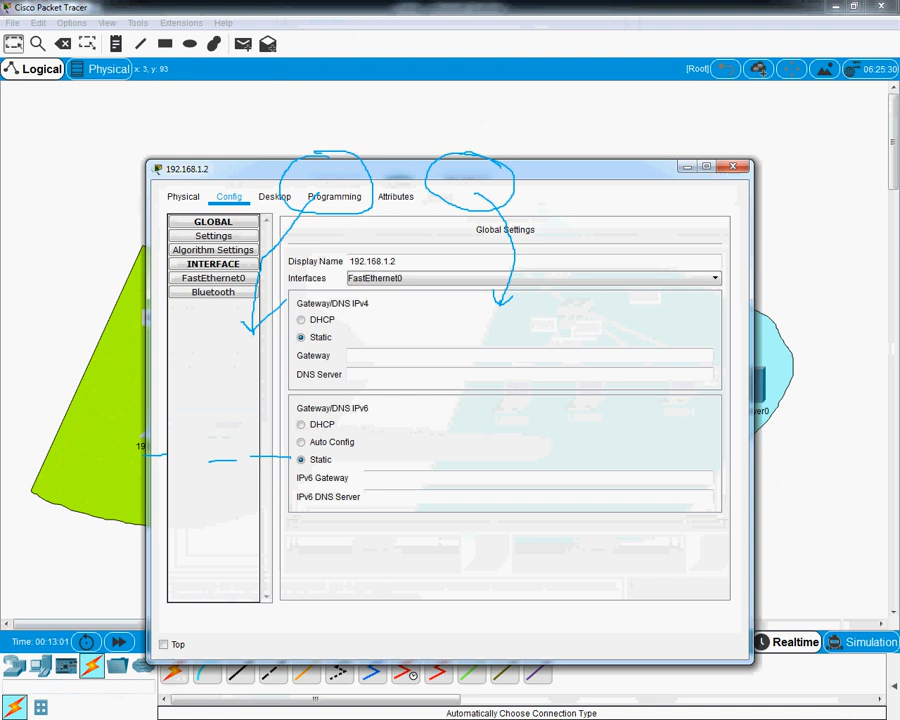 Cisco Packet Tracer
File Edit Options View Tools Extensions Help
Logical Physical x: 3, y: 93 [Root] 06:25:30
192.168.1.2
Physical Config Desktop Programming Attributes
GLOBAL
Settings
Algorithm Settings
INTERFACE
FastEthernet0
Bluetooth
Global Settings
Display Name 192.168.1.2
Interfaces FastEthernet0
Gateway/DNS IPv4
DHCP
Static
Gateway
DNS Server
Gateway/DNS IPv6
DHCP
Auto Config
Static
IPv6 Gateway
IPv6 DNS Server
19
ver0
Top
Time: 00:13:01 Realtime Simulation
Automatically Choose Connection Type